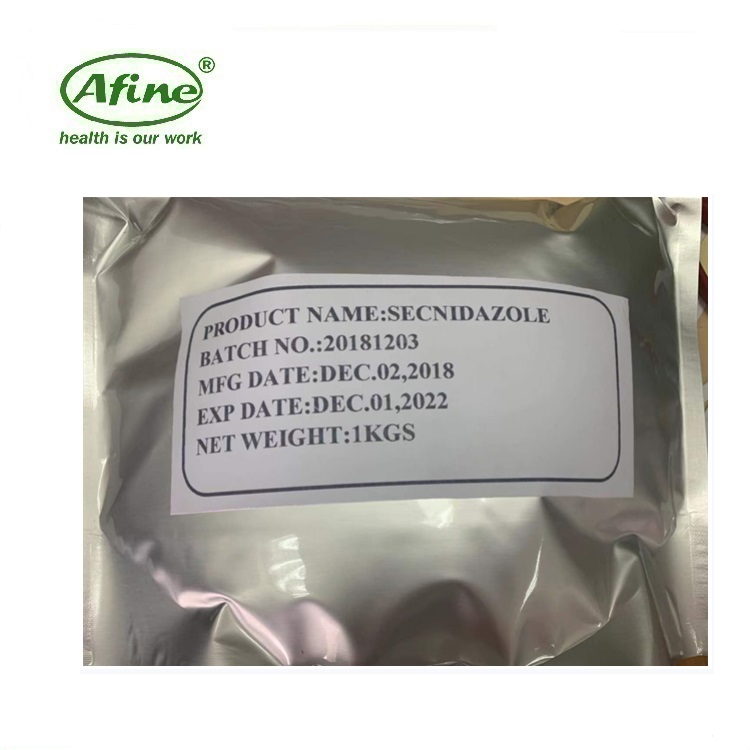 Afine®
health is our work
PRODUCT NAME:SECNIDAZOLE
BATCH NO.:20181203
MFG DATE:DEC.02,2018
EXP DATE:DEC.01,2022
NET WEIGHT:1KGS